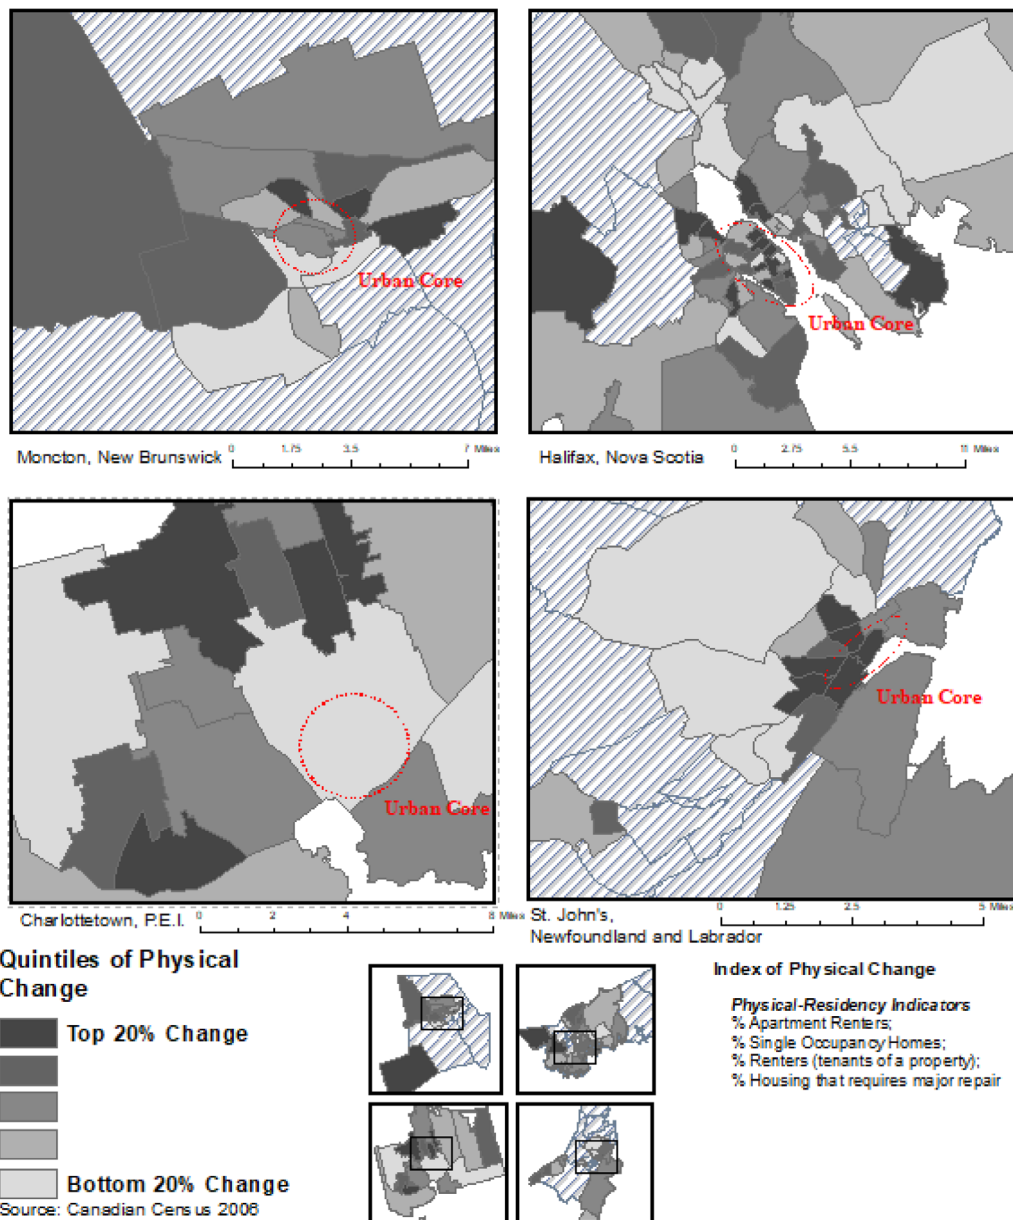 Urban Core
Moncton, New Brunswick
0 1.75 3.5 7 Miles
Urban Core
Halifax, Nova Scotia
0 2.75 5.5 11 Miles
Urban Core
Charlottetown, P.E.I.
0 2 4 8 Miles
Urban Core
St. John's,
Newfoundland and Labrador
0 1.25 2.5 5 Miles
Quintiles of Physical
Change
Top 20% Change
Bottom 20% Change
Source: Canadian Census 2006
Index of Physical Change
Physical-Residency Indicators
% Apartment Renters;
% Single Occupancy Homes;
% Renters (tenants of a property);
% Housing that requires major repair